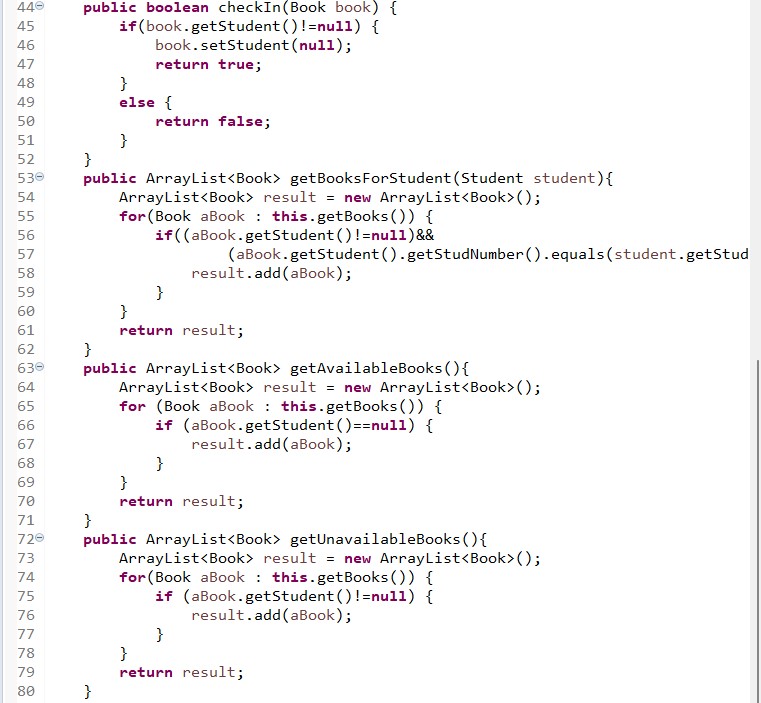 44 public boolean checkIn(Book book) {
45 if(book.getStudent()!=null) {
46 book.setStudent(null);
47 return true;
48 }
49 else {
50 return false;
51 }
52 }
53 public ArrayList<Book> getBooksForStudent(Student student){
54 ArrayList<Book> result = new ArrayList<Book>();
55 for(Book aBook : this.getBooks()) {
56 if((aBook.getStudent()!=null)&&
57 (aBook.getStudent().getStudNumber().equals(student.getStud
58 result.add(aBook);
59 }
60 }
61 return result;
62 }
63 public ArrayList<Book> getAvailableBooks(){
64 ArrayList<Book> result = new ArrayList<Book>();
65 for (Book aBook : this.getBooks()) {
66 if (aBook.getStudent()==null) {
67 result.add(aBook);
68 }
69 }
70 return result;
71 }
72 public ArrayList<Book> getUnavailableBooks(){
73 ArrayList<Book> result = new ArrayList<Book>();
74 for(Book aBook : this.getBooks()) {
75 if (aBook.getStudent()!=null) {
76 result.add(aBook);
77 }
78 }
79 return result;
80 }